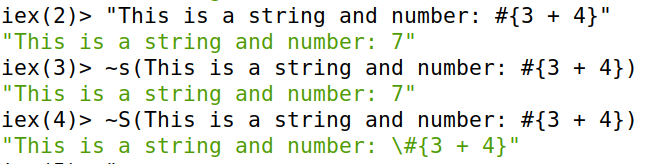 iex(2)> "This is a string and number: #{3 + 4}"
"This is a string and number: 7"
iex(3)> ~s(This is a string and number: #{3 + 4})
"This is a string and number: 7"
iex(4)> ~S(This is a string and number: #{3 + 4})
"This is a string and number: \#{3 + 4}"